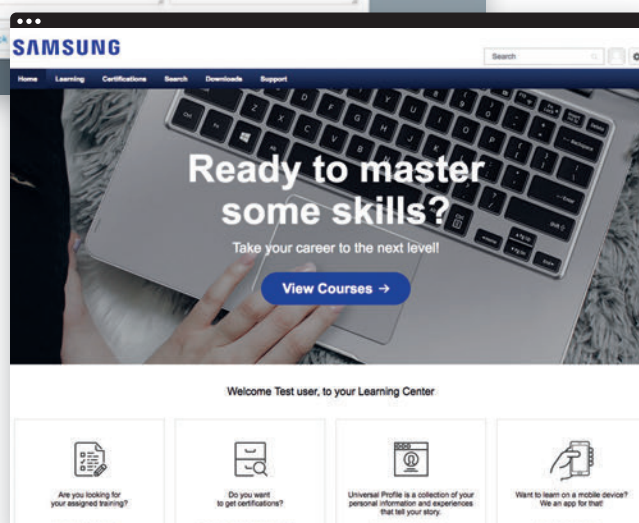 SAMSUNG
Search
Home Learning Certifications Search Downloads Support
Ready to master
some skills?
Take your career to the next level!
View Courses →
Welcome Test user, to your Learning Center
Are you looking for
your assigned training?
Do you want
to get certifications?
Universal Profile is a collection of your
personal information and experiences
that tell your story.
Want to learn on a mobile device?
We an app for that!